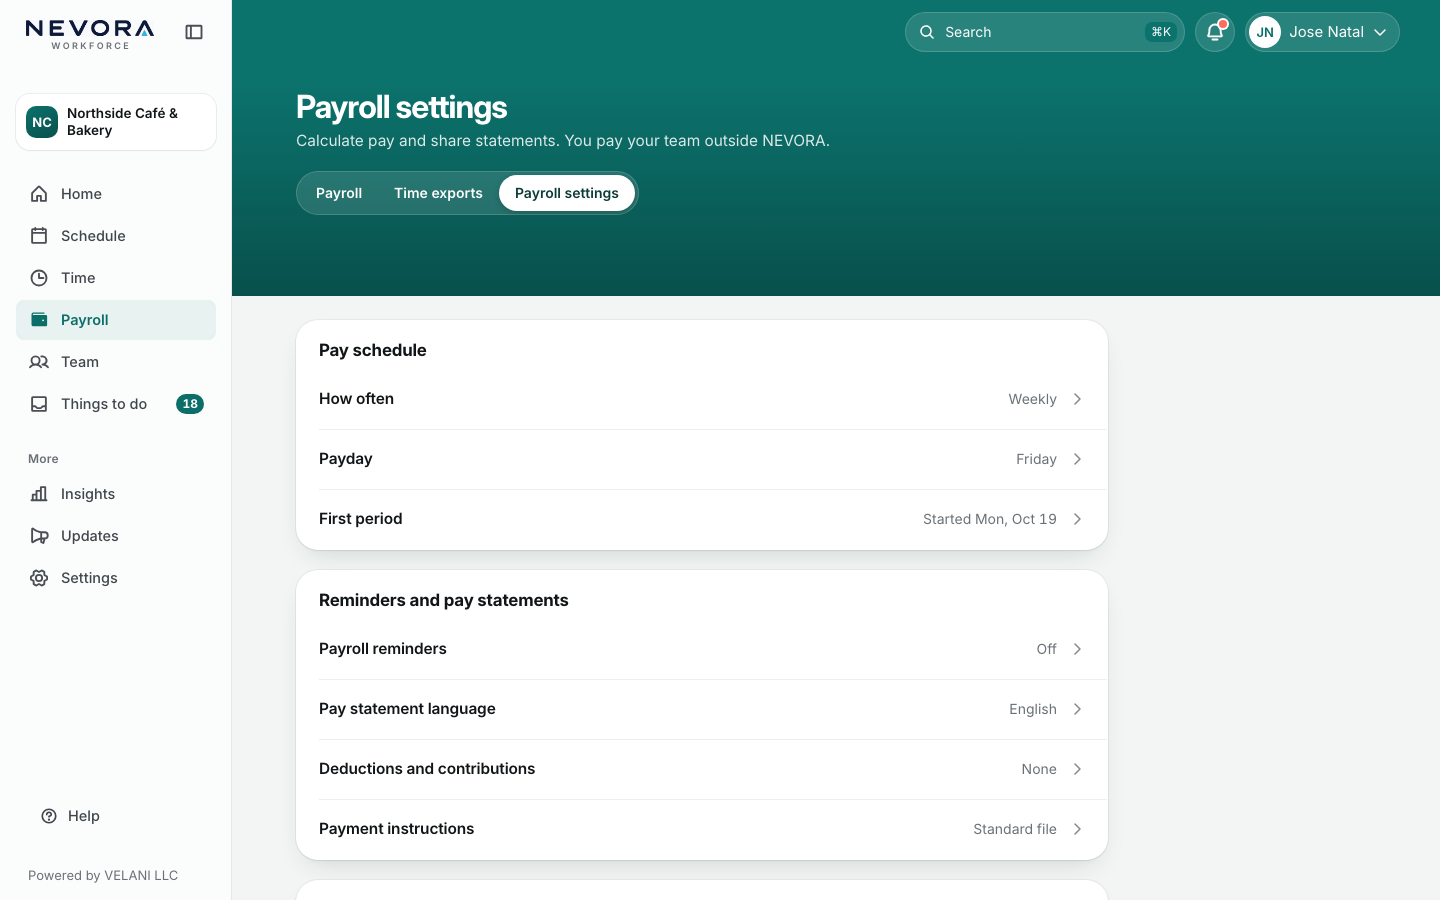 NEVORA
WORKFORCE
Search
⌘K
JN
Jose Natal
NC
Northside Café &
Bakery
Home
Schedule
Time
Payroll
Team
Things to do
18
More
Insights
Updates
Settings
Help
Powered by VELANI LLC
Payroll settings
Calculate pay and share statements. You pay your team outside NEVORA.
Payroll
Time exports
Payroll settings
Pay schedule
How often
Weekly
Payday
Friday
First period
Started Mon, Oct 19
Reminders and pay statements
Payroll reminders
Off
Pay statement language
English
Deductions and contributions
None
Payment instructions
Standard file